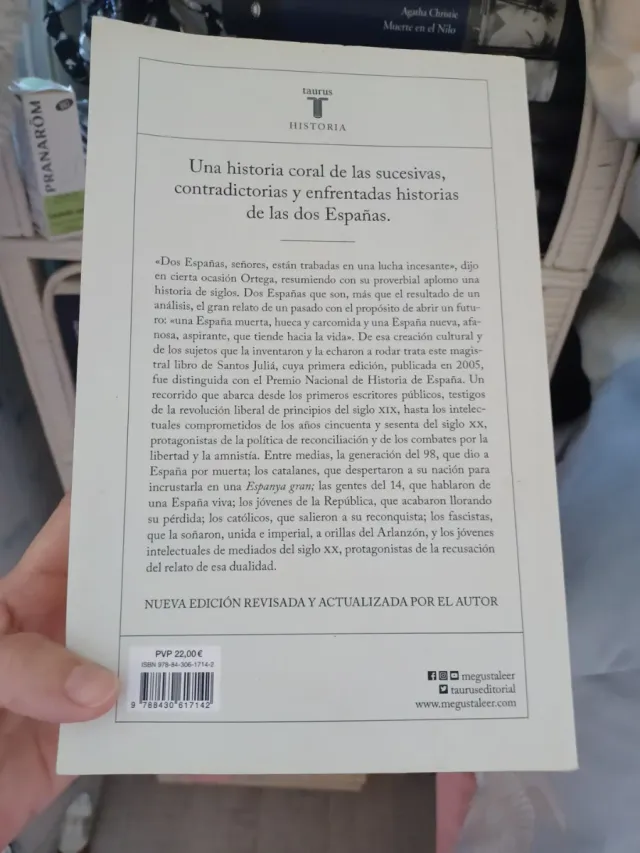 Agatha Christie
Muerte en el Nilo
PRANARŌM
taurus
T
HISTORIA
Una historia coral de las sucesivas,
contradictorias y enfrentadas historias
de las dos Españas.
«Dos Españas, señores, están trabadas en una lucha incesante», dijo
en cierta ocasión Ortega, resumiendo con su proverbial aplomo una
historia de siglos. Dos Españas que son, más que el resultado de un
análisis, el gran relato de un pasado con el propósito de abrir un futu-
ro: «una España muerta, hueca y carcomida y una España nueva, afa-
nosa, aspirante, que tiende hacia la vida». De esa creación cultural y
de los sujetos que la inventaron y la echaron a rodar trata este magis-
tral libro de Santos Juliá, cuya primera edición, publicada en 2005,
fue distinguida con el Premio Nacional de Historia de España. Un
recorrido que abarca desde los primeros escritores públicos, testigos
de la revolución liberal de principios del siglo XIX, hasta los intelec-
tuales comprometidos de los años cincuenta y sesenta del siglo XX,
protagonistas de la política de reconciliación y de los combates por la
libertad y la amnistía. Entre medias, la generación del 98, que dio a
España por muerta; los catalanes, que despertaron a su nación para
incrustarla en una Espanya gran; las gentes del 14, que hablaron de
una España viva; los jóvenes de la República, que acabaron llorando
su pérdida; los católicos, que salieron a su reconquista; los fascistas,
que la soñaron, unida e imperial, a orillas del Arlanzón, y los jóvenes
intelectuales de mediados del siglo XX, protagonistas de la recusación
del relato de esa dualidad.
NUEVA EDICIÓN REVISADA Y ACTUALIZADA POR EL AUTOR
PVP 22,00 €
ISBN 978-84-306-1714-2
9 788430 617142
megustaleer
tauruseditorial
www.megustaleer.com